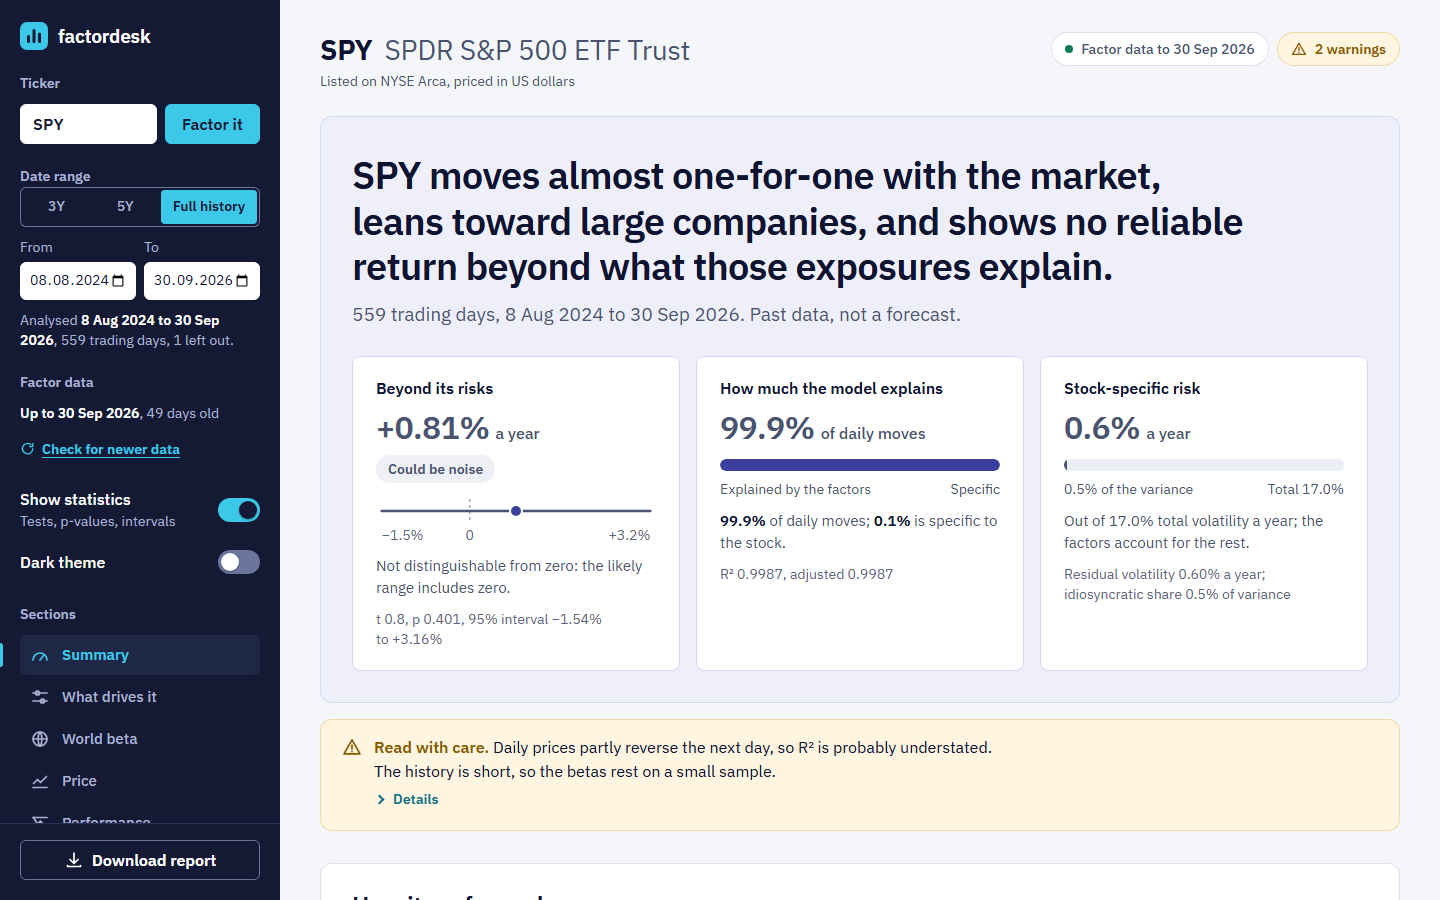 factordesk
Ticker
SPY
Factor it
Date range
3Y
5Y
Full history
From
To
08.08.2024
30.09.2026
Analysed 8 Aug 2024 to 30 Sep
2026, 559 trading days, 1 left out.
Factor data
Up to 30 Sep 2026, 49 days old
Check for newer data
Show statistics
Tests, p-values, intervals
Dark theme
Sections
Summary
What drives it
World beta
Price
Performance
Download report
SPY SPDR S&P 500 ETF Trust
Listed on NYSE Arca, priced in US dollars
Factor data to 30 Sep 2026
2 warnings
SPY moves almost one-for-one with the market,
leans toward large companies, and shows no reliable
return beyond what those exposures explain.
559 trading days, 8 Aug 2024 to 30 Sep 2026. Past data, not a forecast.
Beyond its risks
+0.81% a year
Could be noise
−1.5%
0
+3.2%
Not distinguishable from zero: the likely
range includes zero.
t 0.8, p 0.401, 95% interval −1.54%
to +3.16%
How much the model explains
99.9% of daily moves
Explained by the factors
Specific
99.9% of daily moves; 0.1% is specific to
the stock.
R² 0.9987, adjusted 0.9987
Stock-specific risk
0.6% a year
0.5% of the variance
Total 17.0%
Out of 17.0% total volatility a year; the
factors account for the rest.
Residual volatility 0.60% a year;
idiosyncratic share 0.5% of variance
Read with care. Daily prices partly reverse the next day, so R² is probably understated.
The history is short, so the betas rest on a small sample.
Details